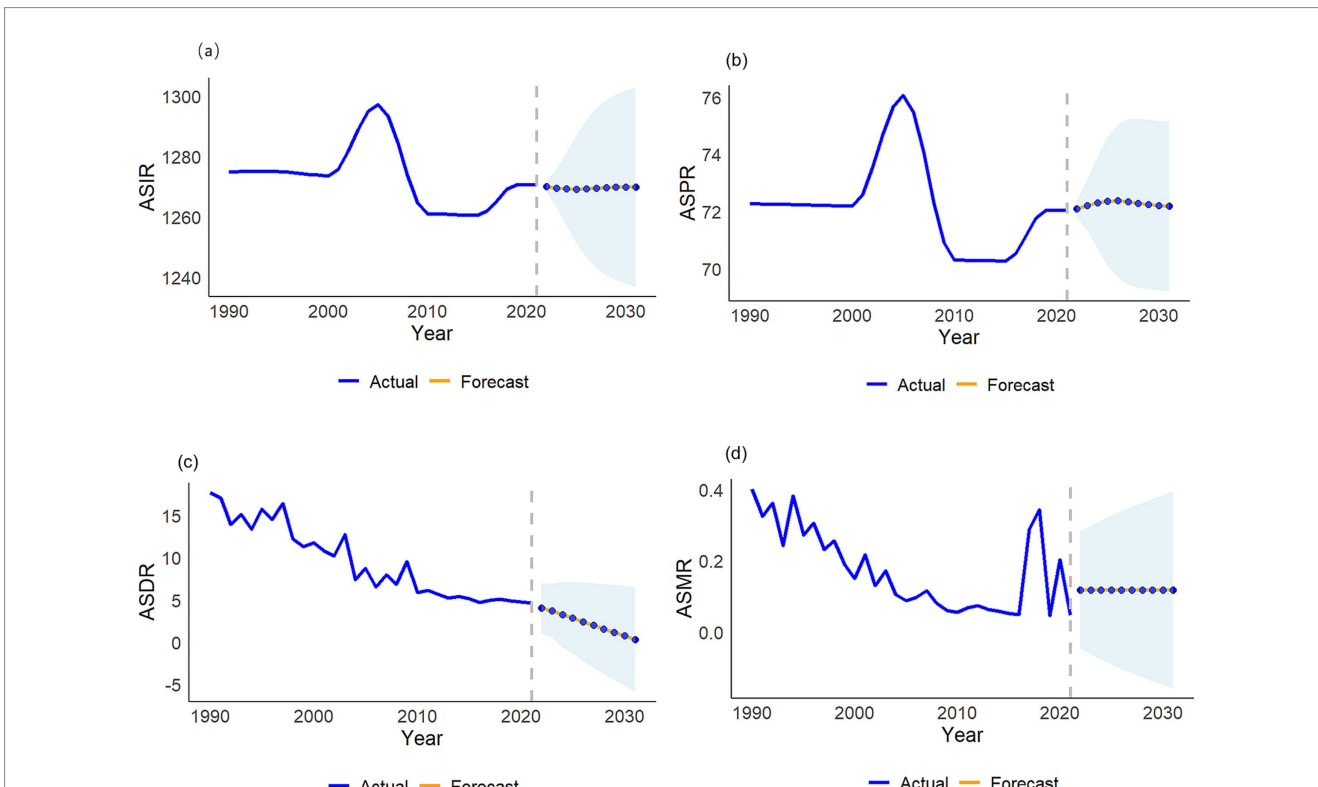 (a)
ASIR
1300
1280
1260
1240
1990 2000 2010 2020 2030
Year
Actual Forecast
(b)
ASPR
76
74
72
70
1990 2000 2010 2020 2030
Year
Actual Forecast
(c)
ASDR
15
10
5
0
-5
1990 2000 2010 2020 2030
Year
Actual Forecast
(d)
ASMR
0.4
0.2
0.0
1990 2000 2010 2020 2030
Year
Actual Forecast